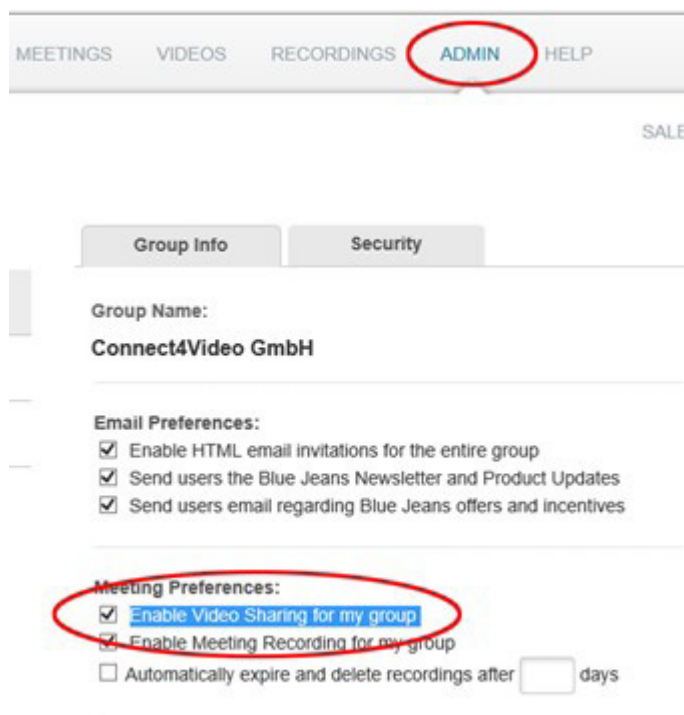 MEETINGS VIDEOS RECORDINGS ADMIN HELP
Group Info Security
Group Name:
Connect4Video GmbH
Email Preferences:
Enable HTML email invitations for the entire group
Send users the Blue Jeans Newsletter and Product Updates
Send users email regarding Blue Jeans offers and incentives
Meeting Preferences:
Enable Video Sharing for my group
Enable Meeting Recording for my group
Automatically expire and delete recordings after days